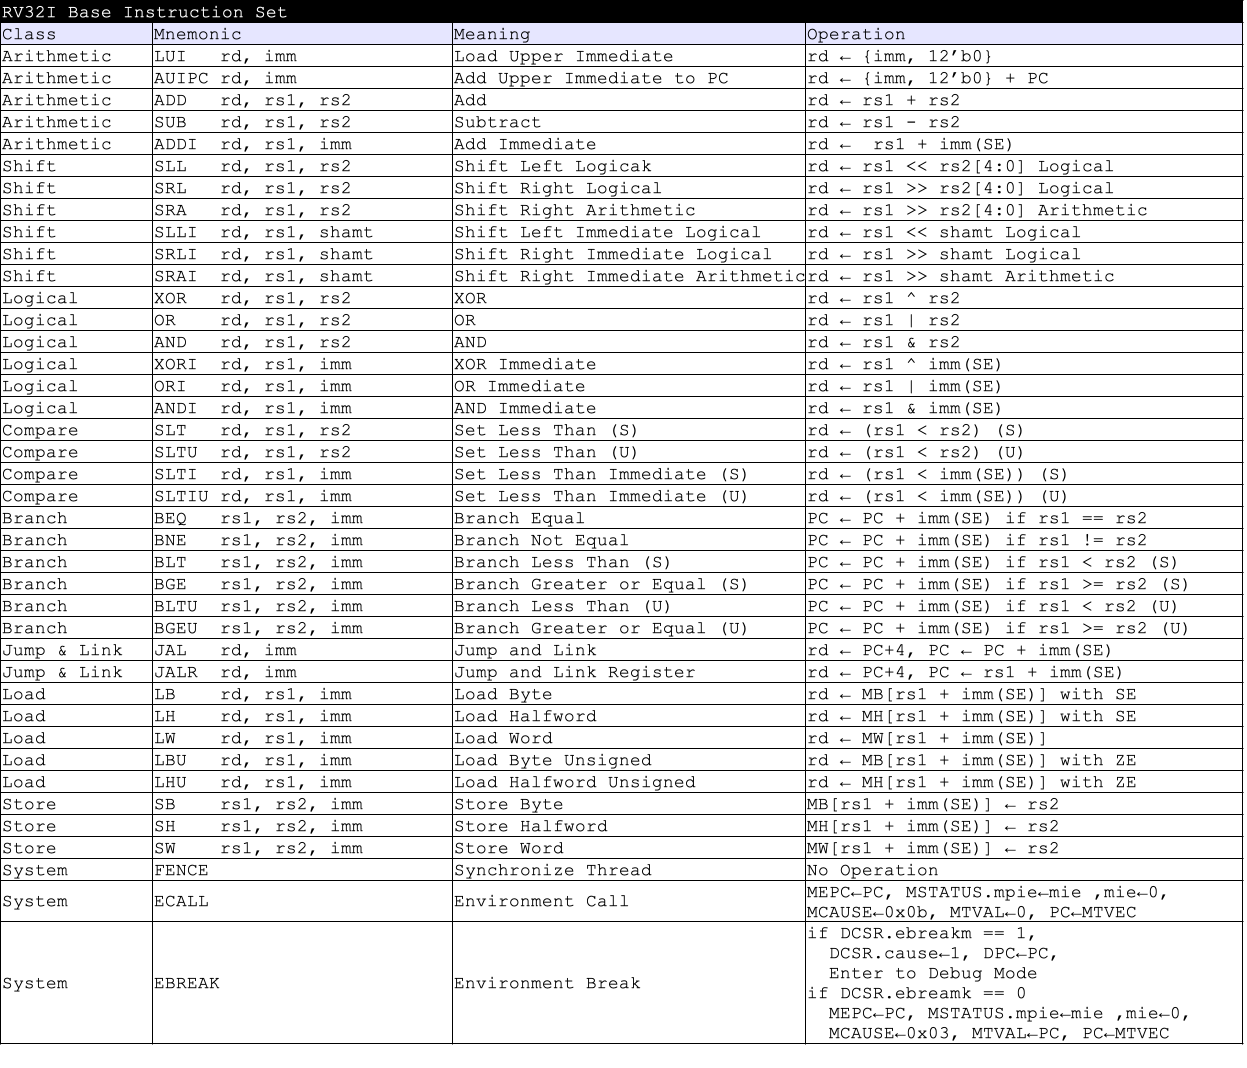 RV32I Base Instruction Set
Class Mnemonic Meaning Operation
Arithmetic LUI rd, imm Load Upper Immediate rd ← {imm, 12’b0}
Arithmetic AUIPC rd, imm Add Upper Immediate to PC rd ← {imm, 12’b0} + PC
Arithmetic ADD rd, rs1, rs2 Add rd ← rs1 + rs2
Arithmetic SUB rd, rs1, rs2 Subtract rd ← rs1 - rs2
Arithmetic ADDI rd, rs1, imm Add Immediate rd ← rs1 + imm(SE)
Shift SLL rd, rs1, rs2 Shift Left Logicak rd ← rs1 << rs2[4:0] Logical
Shift SRL rd, rs1, rs2 Shift Right Logical rd ← rs1 >> rs2[4:0] Logical
Shift SRA rd, rs1, rs2 Shift Right Arithmetic rd ← rs1 >> rs2[4:0] Arithmetic
Shift SLLI rd, rs1, shamt Shift Left Immediate Logical rd ← rs1 << shamt Logical
Shift SRLI rd, rs1, shamt Shift Right Immediate Logical rd ← rs1 >> shamt Logical
Shift SRAI rd, rs1, shamt Shift Right Immediate Arithmetic rd ← rs1 >> shamt Arithmetic
Logical XOR rd, rs1, rs2 XOR rd ← rs1 ^ rs2
Logical OR rd, rs1, rs2 OR rd ← rs1 | rs2
Logical AND rd, rs1, rs2 AND rd ← rs1 & rs2
Logical XORI rd, rs1, imm XOR Immediate rd ← rs1 ^ imm(SE)
Logical ORI rd, rs1, imm OR Immediate rd ← rs1 | imm(SE)
Logical ANDI rd, rs1, imm AND Immediate rd ← rs1 & imm(SE)
Compare SLT rd, rs1, rs2 Set Less Than (S) rd ← (rs1 < rs2) (S)
Compare SLTU rd, rs1, rs2 Set Less Than (U) rd ← (rs1 < rs2) (U)
Compare SLTI rd, rs1, imm Set Less Than Immediate (S) rd ← (rs1 < imm(SE)) (S)
Compare SLTIU rd, rs1, imm Set Less Than Immediate (U) rd ← (rs1 < imm(SE)) (U)
Branch BEQ rs1, rs2, imm Branch Equal PC ← PC + imm(SE) if rs1 == rs2
Branch BNE rs1, rs2, imm Branch Not Equal PC ← PC + imm(SE) if rs1 != rs2
Branch BLT rs1, rs2, imm Branch Less Than (S) PC ← PC + imm(SE) if rs1 < rs2 (S)
Branch BGE rs1, rs2, imm Branch Greater or Equal (S) PC ← PC + imm(SE) if rs1 >= rs2 (S)
Branch BLTU rs1, rs2, imm Branch Less Than (U) PC ← PC + imm(SE) if rs1 < rs2 (U)
Branch BGEU rs1, rs2, imm Branch Greater or Equal (U) PC ← PC + imm(SE) if rs1 >= rs2 (U)
Jump & Link JAL rd, imm Jump and Link rd ← PC+4, PC ← PC + imm(SE)
Jump & Link JALR rd, imm Jump and Link Register rd ← PC+4, PC ← rs1 + imm(SE)
Load LB rd, rs1, imm Load Byte rd ← MB[rs1 + imm(SE)] with SE
Load LH rd, rs1, imm Load Halfword rd ← MH[rs1 + imm(SE)] with SE
Load LW rd, rs1, imm Load Word rd ← MW[rs1 + imm(SE)]
Load LBU rd, rs1, imm Load Byte Unsigned rd ← MB[rs1 + imm(SE)] with ZE
Load LHU rd, rs1, imm Load Halfword Unsigned rd ← MH[rs1 + imm(SE)] with ZE
Store SB rs1, rs2, imm Store Byte MB[rs1 + imm(SE)] ← rs2
Store SH rs1, rs2, imm Store Halfword MH[rs1 + imm(SE)] ← rs2
Store SW rs1, rs2, imm Store Word MW[rs1 + imm(SE)] ← rs2
System FENCE Synchronize Thread No Operation
System ECALL Environment Call MEPC←PC, MSTATUS.mpie←mie ,mie←0,
MCAUSE←0x0b, MTVAL←0, PC←MTVEC
System EBREAK Environment Break if DCSR.ebreakm == 1,
DCSR.cause←1, DPC←PC,
Enter to Debug Mode
if DCSR.ebreamk == 0
MEPC←PC, MSTATUS.mpie←mie ,mie←0,
MCAUSE←0x03, MTVAL←PC, PC←MTVEC